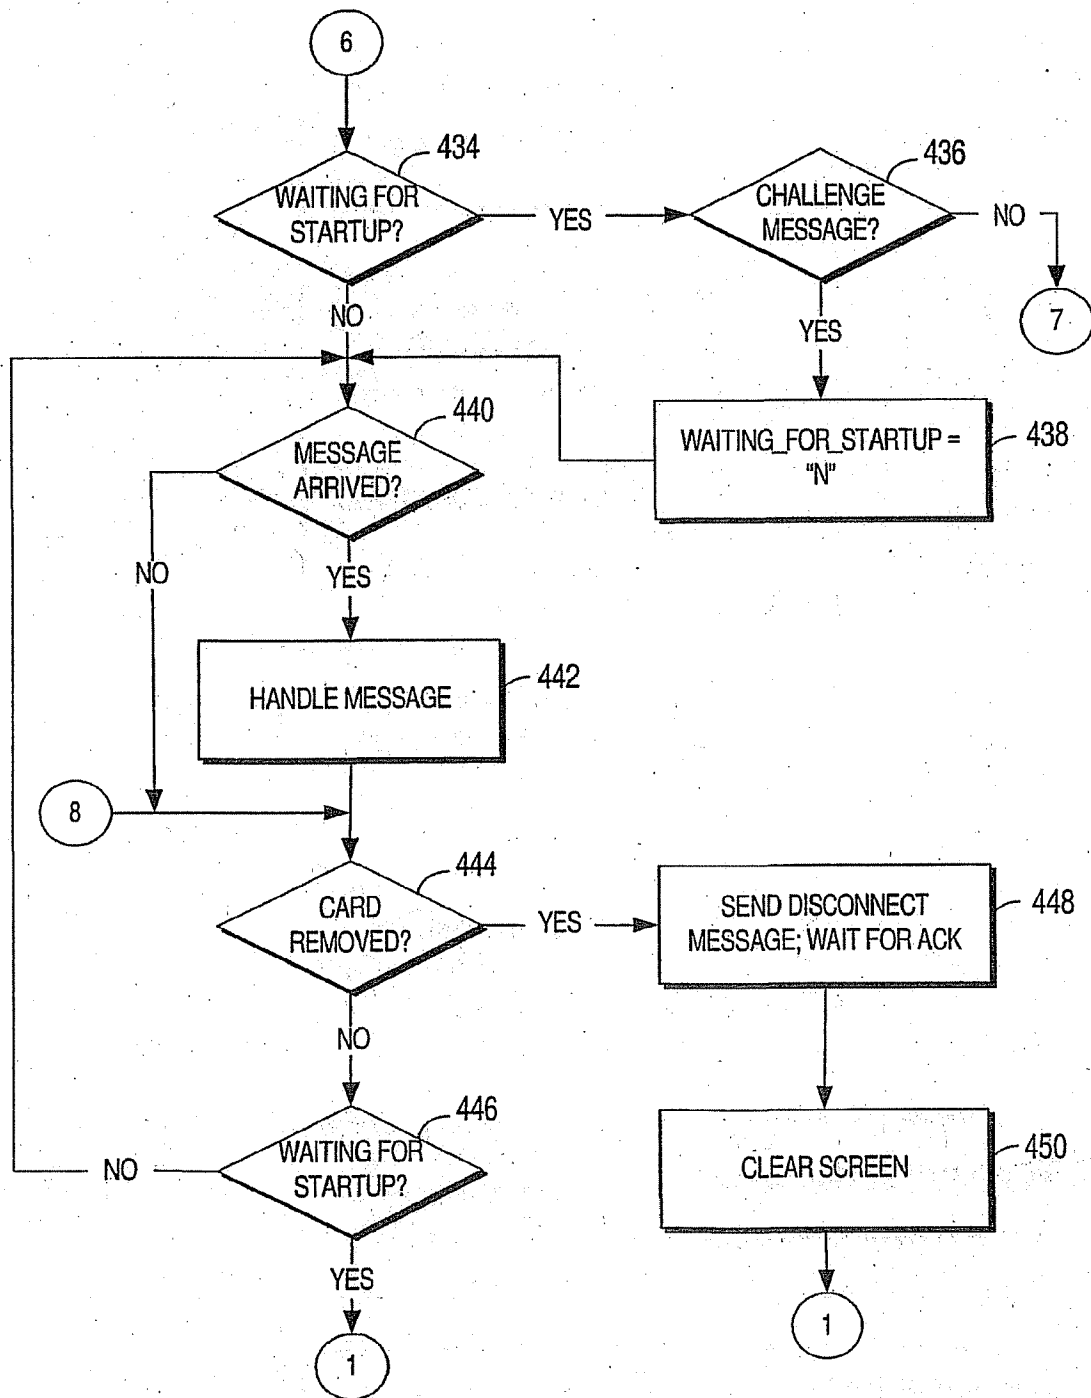 6
434
WAITING FOR
STARTUP?
YES
436
CHALLENGE
MESSAGE?
NO
7
NO
YES
440
MESSAGE
ARRIVED?
WAITING_FOR_STARTUP =
"N"
438
NO
YES
HANDLE MESSAGE
442
8
444
CARD
REMOVED?
YES
SEND DISCONNECT
MESSAGE; WAIT FOR ACK
448
NO
446
WAITING FOR
STARTUP?
NO
CLEAR SCREEN
450
YES
1
1